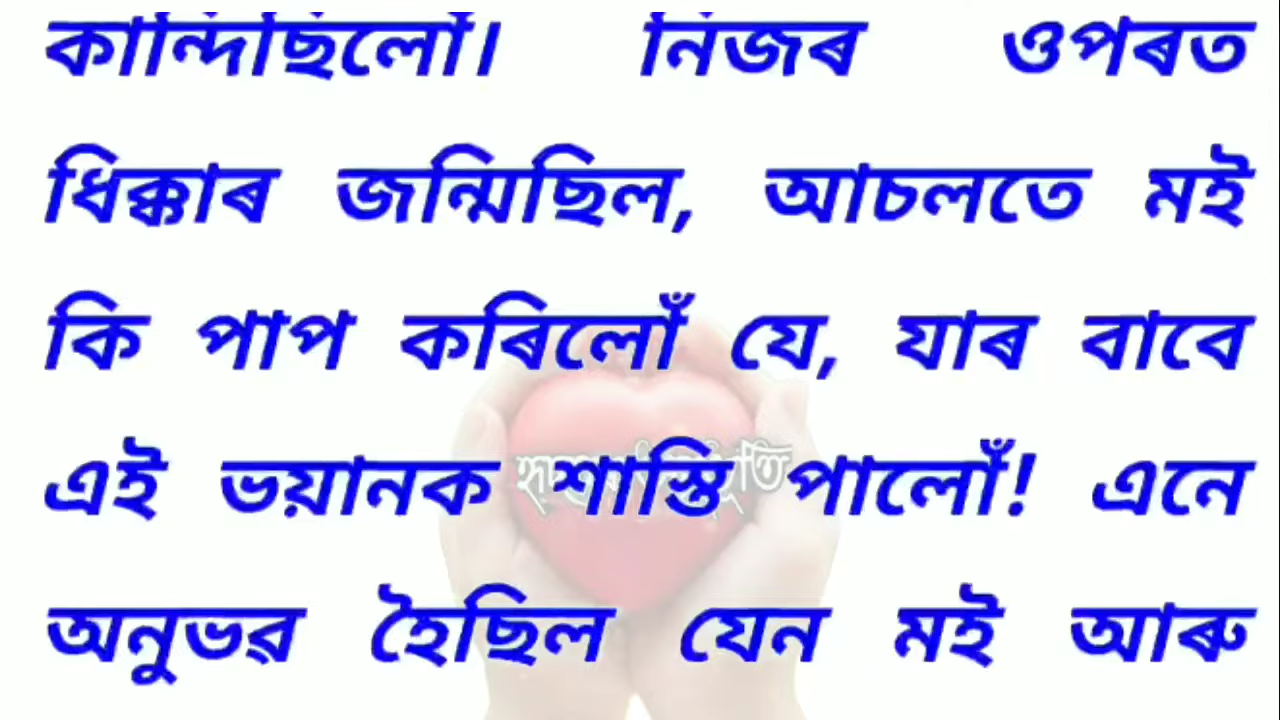 কান্দিছিলোঁ। নিজৰ ওপৰত
ধিক্কাৰ জন্মিছিল, আচলতে মই
কি পাপ কৰিলোঁ যে, যাৰ বাবে
এই ভয়ানক শাস্তি পালোঁ! এনে
অনুভৱ হৈছিল যেন মই আৰু